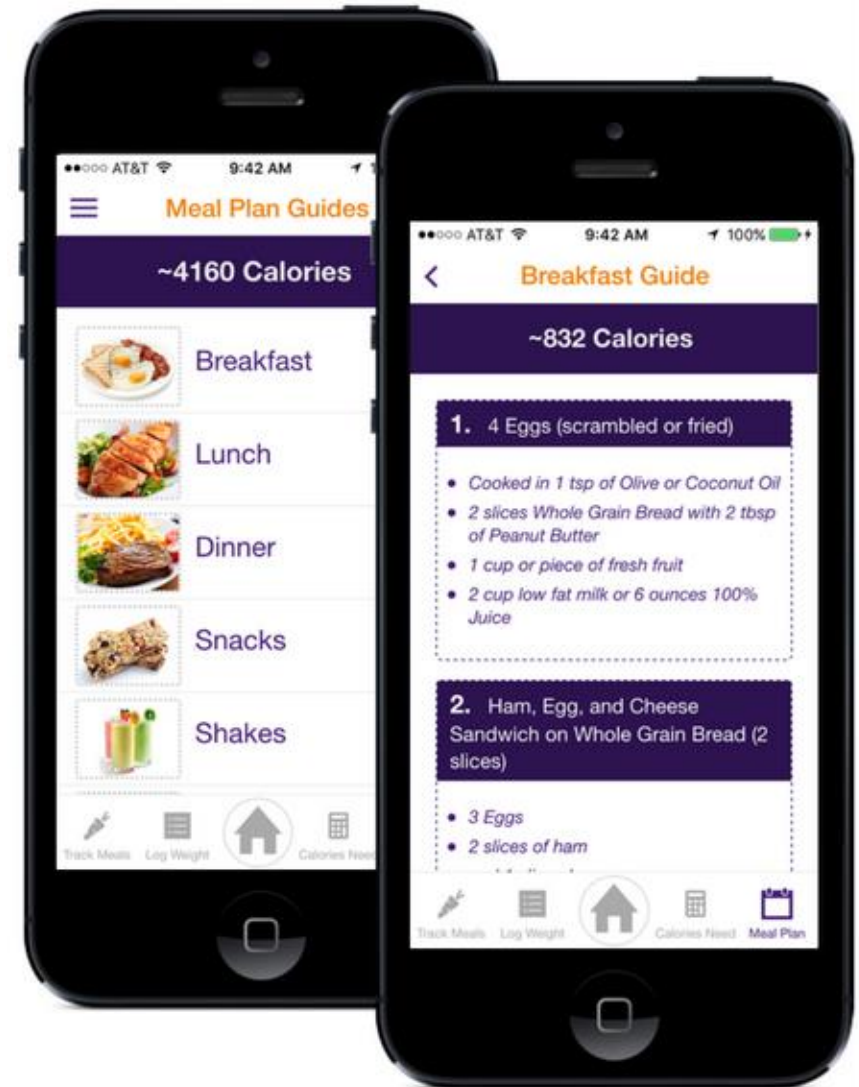 AT&T 9:42 AM
Meal Plan Guides
~4160 Calories
Breakfast
Lunch
Dinner
Snacks
Shakes
Track Meals Log Weight Calories Need
AT&T 9:42 AM 100%
Breakfast Guide
~832 Calories
1. 4 Eggs (scrambled or fried)
• Cooked in 1 tsp of Olive or Coconut Oil
• 2 slices Whole Grain Bread with 2 tbsp
of Peanut Butter
• 1 cup or piece of fresh fruit
• 2 cup low fat milk or 6 ounces 100%
Juice
2. Ham, Egg, and Cheese
Sandwich on Whole Grain Bread (2
slices)
• 3 Eggs
• 2 slices of ham
Track Meals Log Weight Calories Need Meal Plan